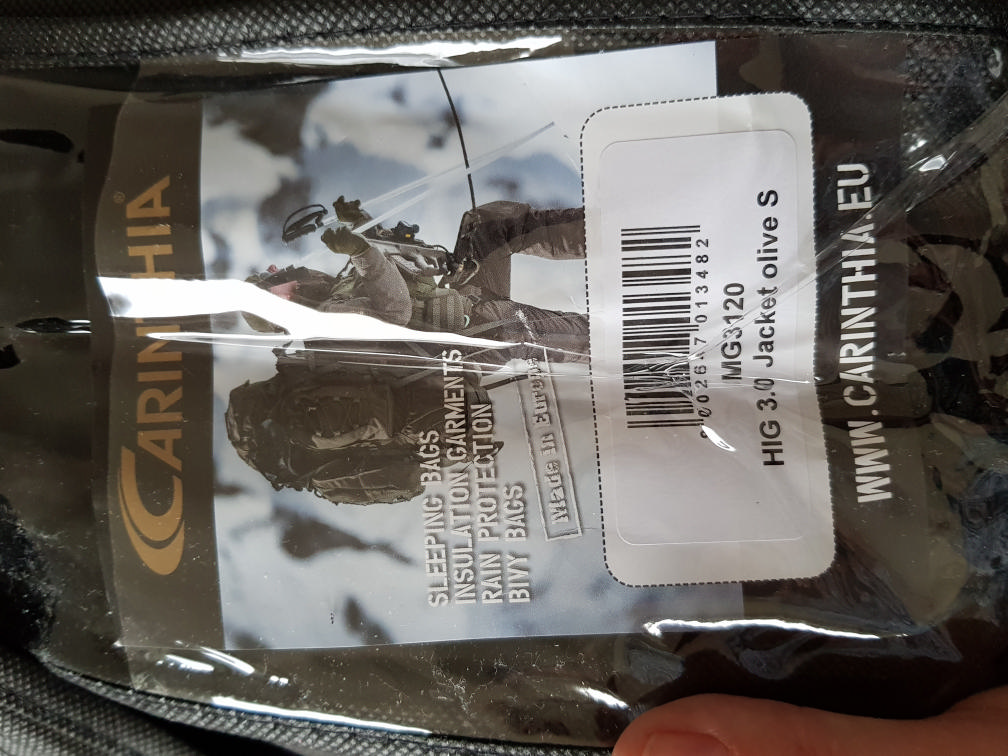 CARINTHIA®
SLEEPING BAGS
INSULATION GARMENTS
RAIN PROTECTION
BIVY BAGS
Made in Europe
013482
MG3120
HIG 3.0 Jacket olive S
WWW.CARINTHIA.EU